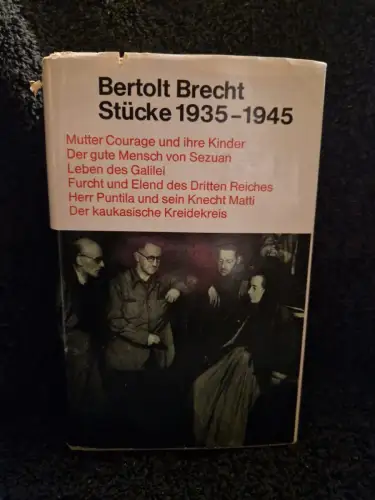 Bertolt Brecht
Stücke 1935–1945
Mutter Courage und ihre Kinder
Der gute Mensch von Sezuan
Leben des Galilei
Furcht und Elend des Dritten Reiches
Herr Puntila und sein Knecht Matti
Der kaukasische Kreidekreis